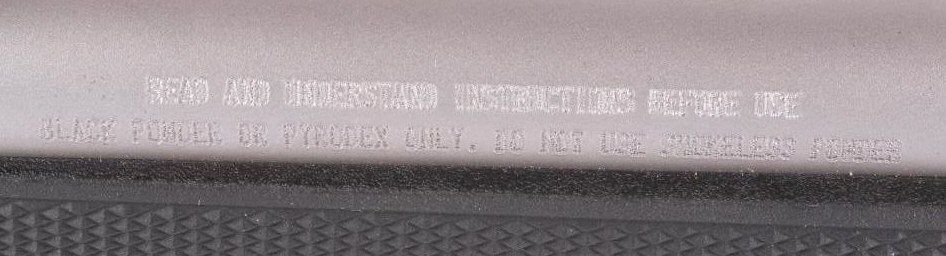 READ AND UNDERSTAND INSTRUCTIONS BEFORE USE
BLACK POWDER OR PYRODEX ONLY. DO NOT USE SMOKELESS POWDER